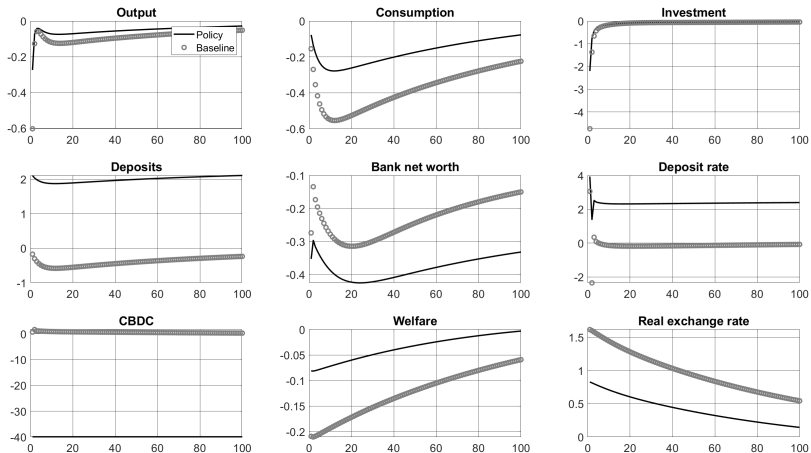 Output
0
-0.2
-0.4
-0.6
0 20 40 60 80 100
Policy
Baseline
Consumption
0
-0.2
-0.4
-0.6
0 20 40 60 80 100
Investment
0
-1
-2
-3
-4
0 20 40 60 80 100
Deposits
2
1
0
-1
0 20 40 60 80 100
Bank net worth
-0.1
-0.2
-0.3
-0.4
0 20 40 60 80 100
Deposit rate
4
2
0
-2
0 20 40 60 80 100
CBDC
0
-10
-20
-30
-40
0 20 40 60 80 100
Welfare
0
-0.05
-0.1
-0.15
-0.2
0 20 40 60 80 100
Real exchange rate
1.5
1
0.5
0
0 20 40 60 80 100